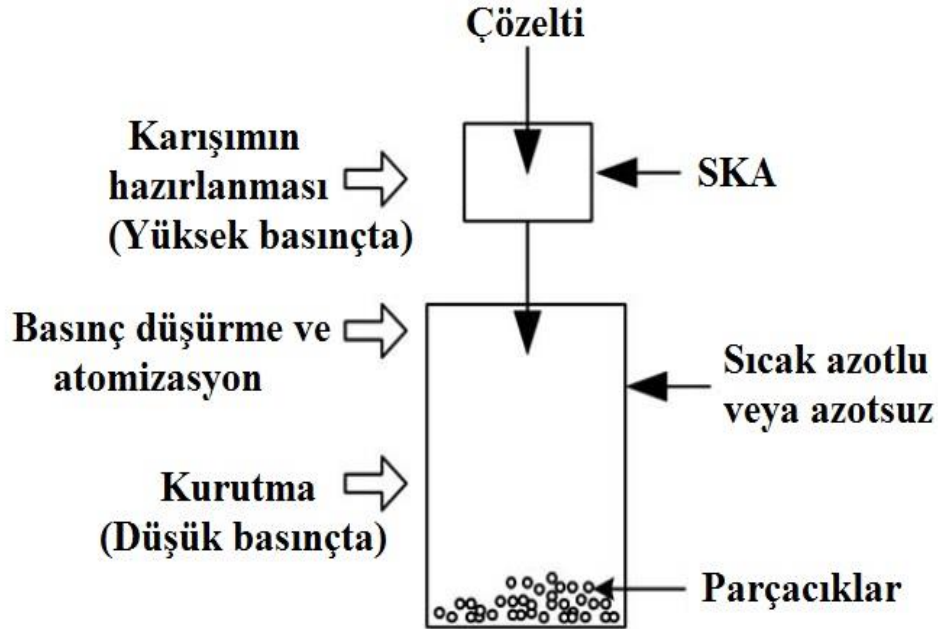 Çözelti
Karışımın
hazırlanması
(Yüksek basınçta)
SKA
Basınç düşürme ve
atomizasyon
Sıcak azotlu
veya azotsuz
Kurutma
(Düşük basınçta)
Parçacıklar